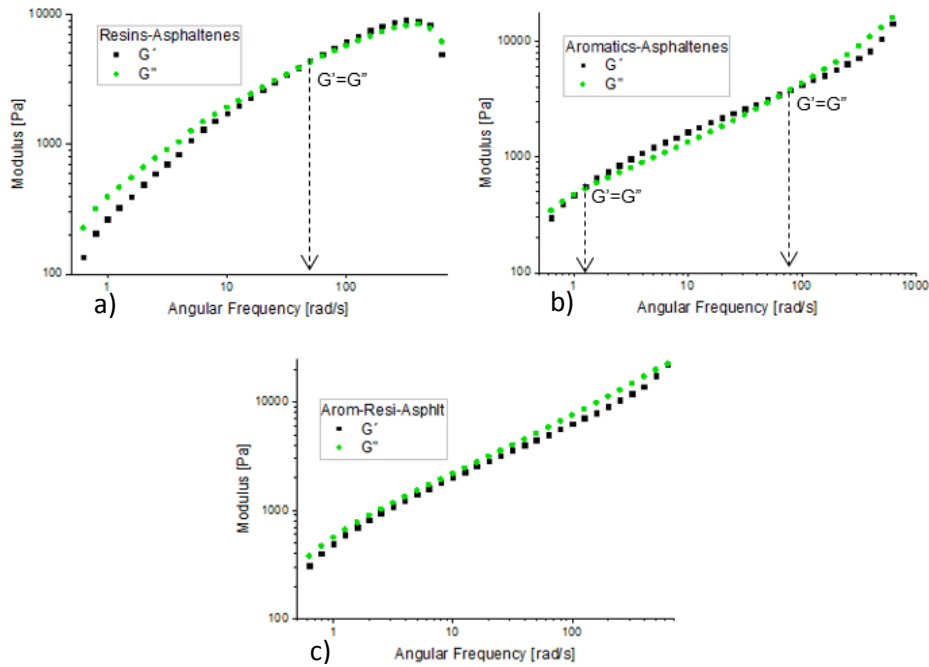 10000
Resins-Asphaltenes
G´
G"
G'=G"
Modulus [Pa]
1000
100
1
10
100
Angular Frequency [rad/s]
a)
10000
Aromatics-Asphaltenes
G´
G"
G'=G"
Modulus [Pa]
1000
G'=G"
100
1
10
100
1000
Angular Frequency [rad/s]
b)
10000
Arom-Resi-Asphlt
G´
G"
Modulus [Pa]
1000
100
1
10
100
Angular Frequency [rad/s]
c)